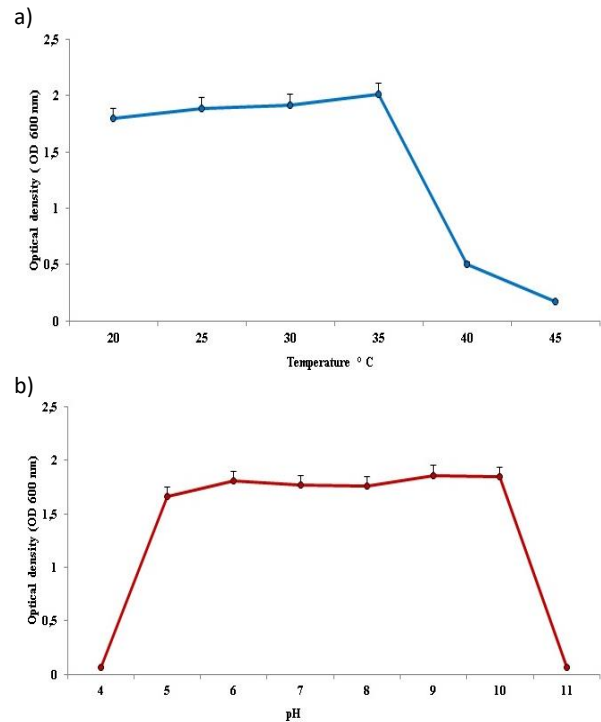 a)
2,5
2
1,5
1
0,5
0
Optical density ( OD 600 nm)
20 25 30 35 40 45
Temperature ° C
b)
2,5
2
1,5
1
0,5
0
Optical density (OD 600 nm)
4 5 6 7 8 9 10 11
pH